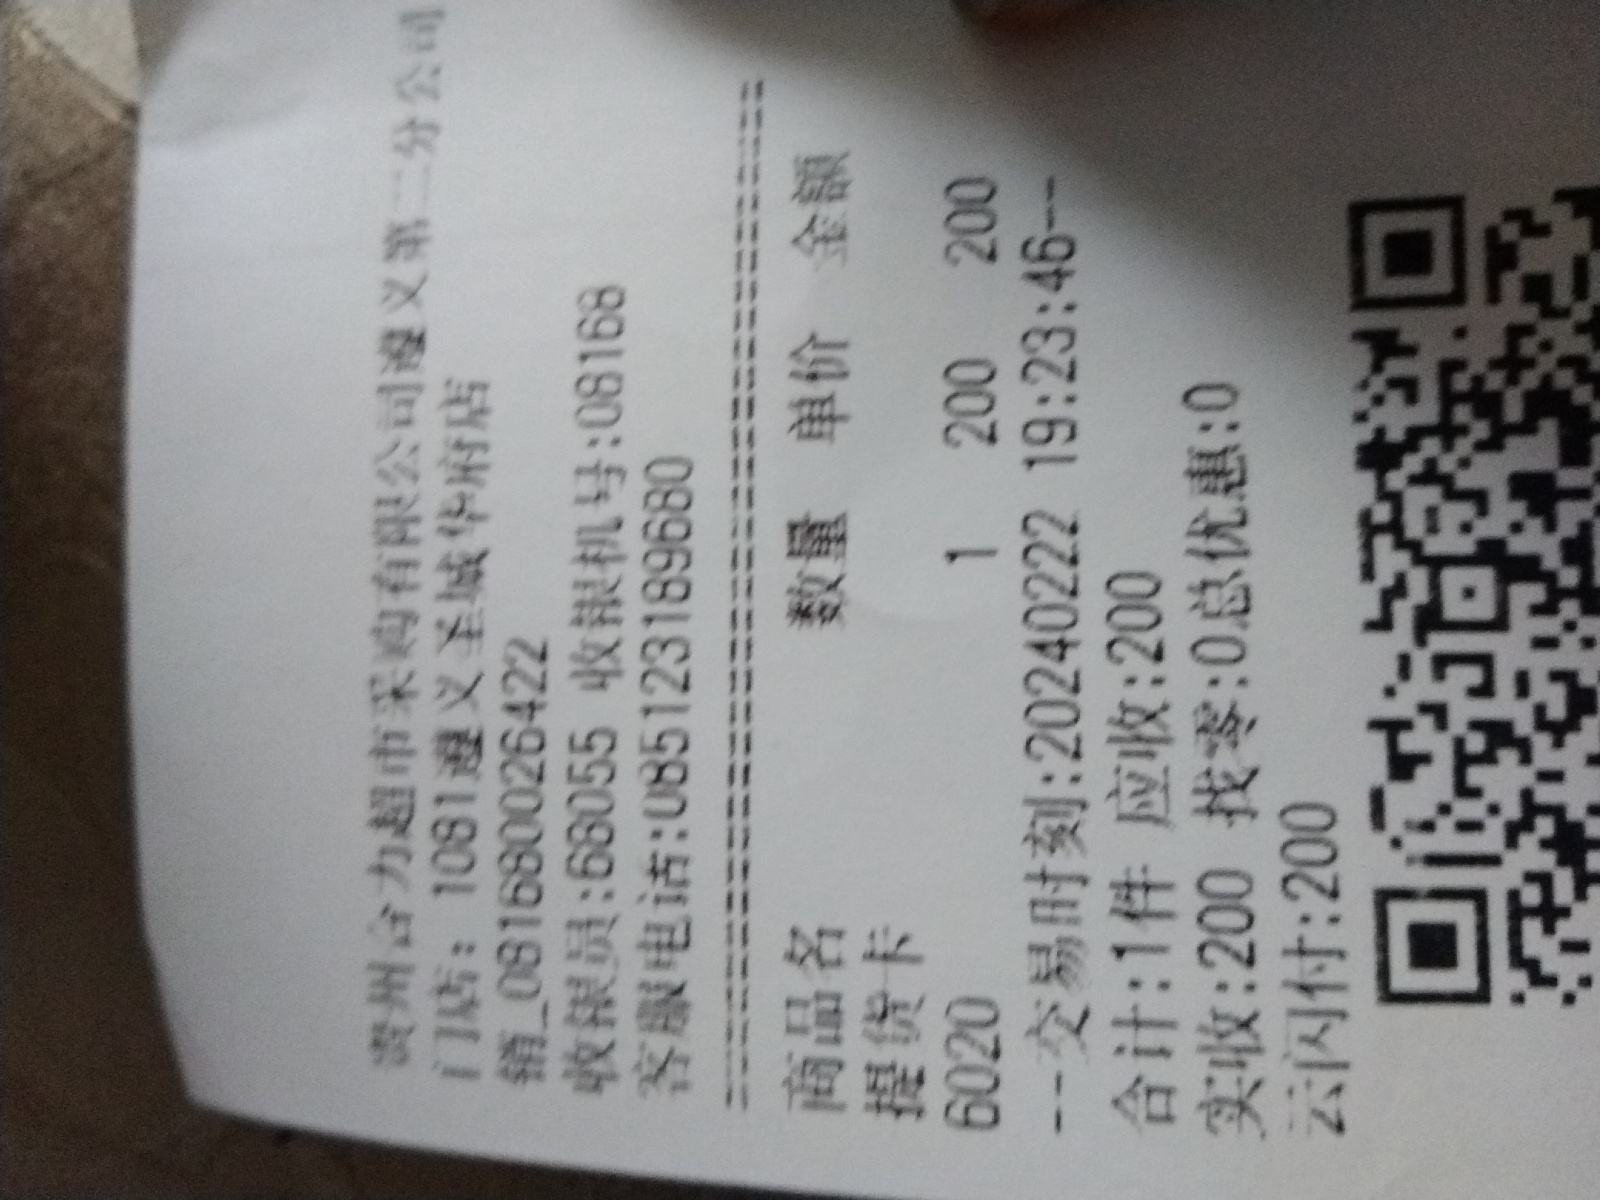 贵州合力超市采购有限公司遵义第二分公司
门店: 1081遵义圣城华府店
销_081680026422
收银员:68055 收银机号:08168
客服电话:085123189680
================================
商品名 数量 单价 金额
提货卡
6020 1 200 200
--交易时刻:20240222 19:23:46--
合计:1件 应收:200
实收:200 找零:0总优惠:0
云闪付:200